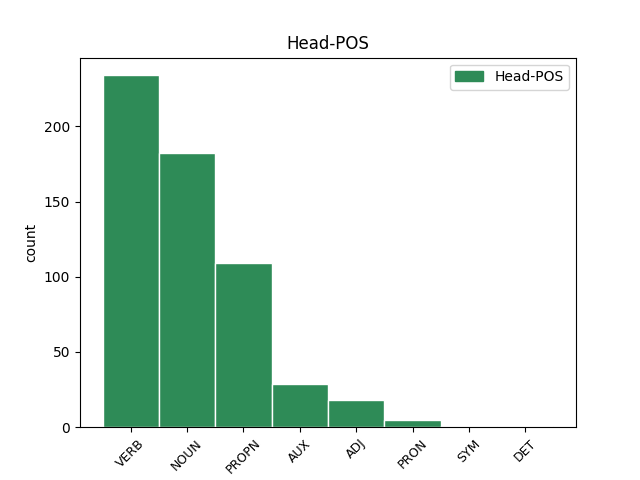 Head-POS
Head-POS
200
150
100
50
0
count
VERB NOUN PROPN AUX ADJ PRON SYM DET